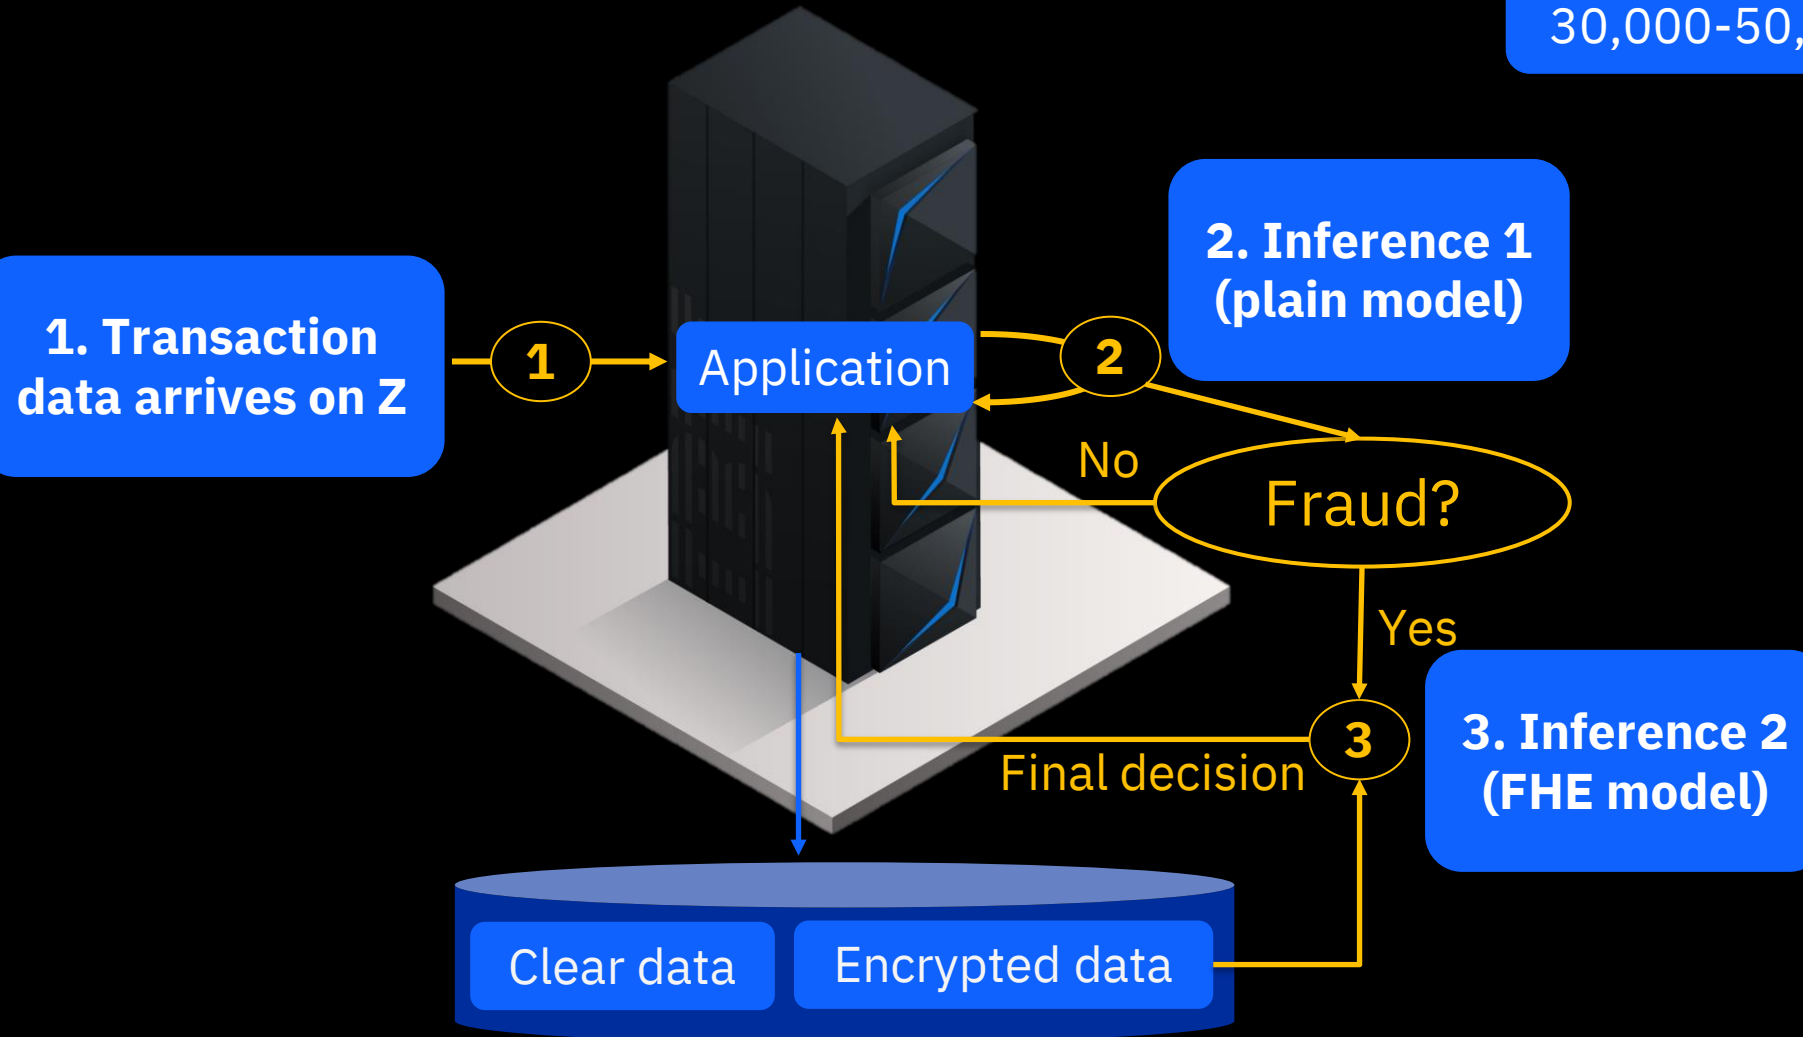 30,000-50,
2. Inference 1
(plain model)
1. Transaction
data arrives on Z
1
Application
2
No
Fraud?
Yes
3
3. Inference 2
(FHE model)
Final decision
Clear data
Encrypted data